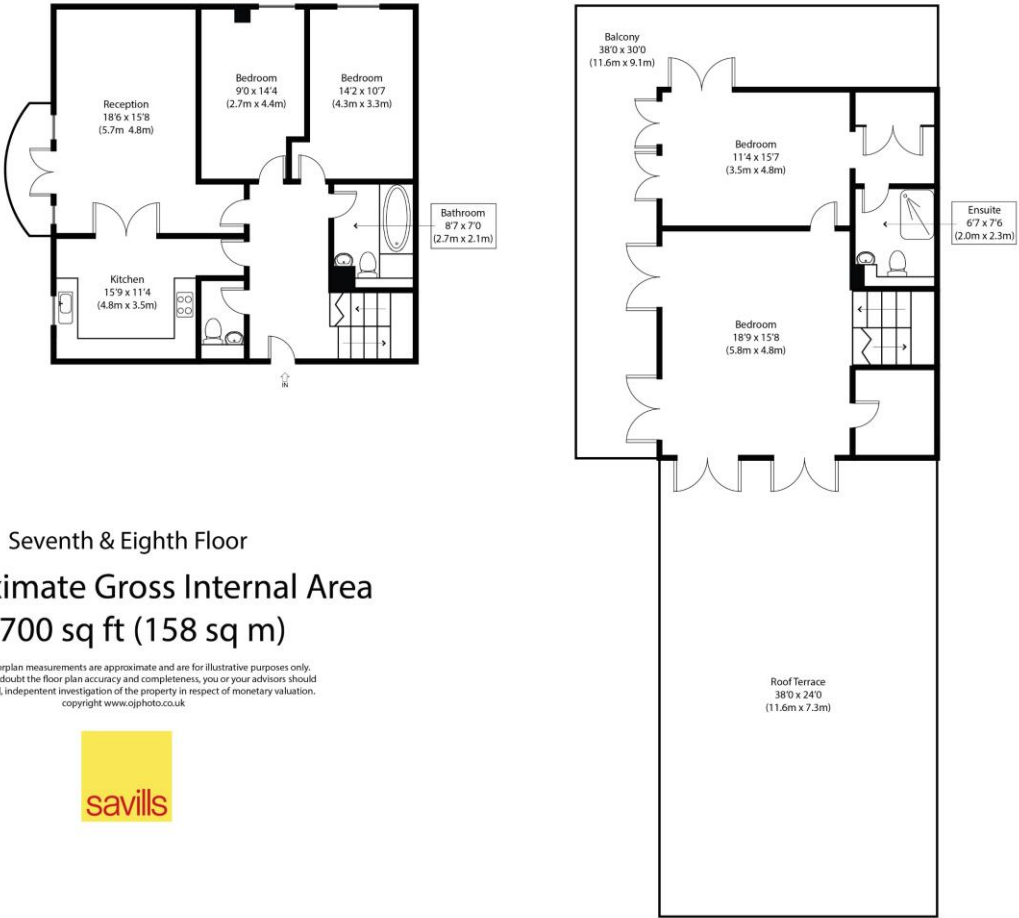 Reception
18'6 x 15'8
(5.7m 4.8m)
Bedroom
9'0 x 14'4
(2.7m x 4.4m)
Bedroom
14'2 x 10'7
(4.3m x 3.3m)
Bathroom
8'7 x 7'0
(2.7m x 2.1m)
Kitchen
15'9 x 11'4
(4.8m x 3.5m)
IN
Balcony
38'0 x 30'0
(11.6m x 9.1m)
Bedroom
11'4 x 15'7
(3.5m x 4.8m)
Ensuite
6'7 x 7'6
(2.0m x 2.3m)
Bedroom
18'9 x 15'8
(5.8m x 4.8m)
Roof Terrace
38'0 x 24'0
(11.6m x 7.3m)
Seventh & Eighth Floor
ximate Gross Internal Area
700 sq ft (158 sq m)
rplan measurements are approximate and are for illustrative purposes only.
doubt the floor plan accuracy and completeness, you or your advisors should
, indepentent investigation of the property in respect of monetary valuation.
copyright www.ojphoto.co.uk
savills